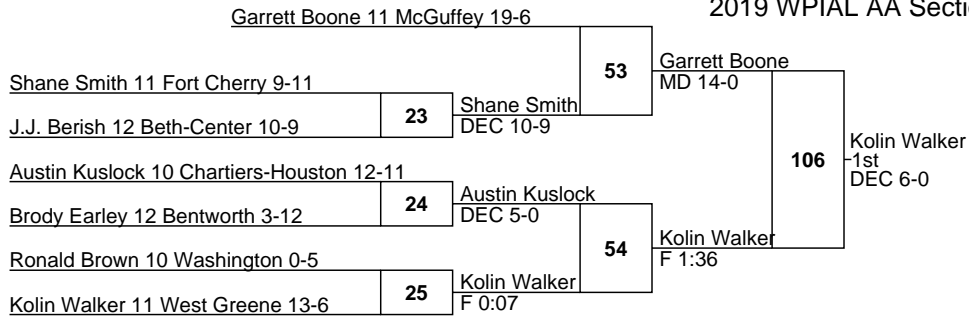 2019 WPIAL AA Secti
Garrett Boone 11 McGuffey 19-6
53
Garrett Boone
MD 14-0
Shane Smith 11 Fort Cherry 9-11
23
Shane Smith
DEC 10-9
J.J. Berish 12 Beth-Center 10-9
106
Kolin Walker
1st
DEC 6-0
Austin Kuslock 10 Chartiers-Houston 12-11
24
Austin Kuslock
DEC 5-0
Brody Earley 12 Bentworth 3-12
54
Kolin Walker
F 1:36
Ronald Brown 10 Washington 0-5
25
Kolin Walker
F 0:07
Kolin Walker 11 West Greene 13-6